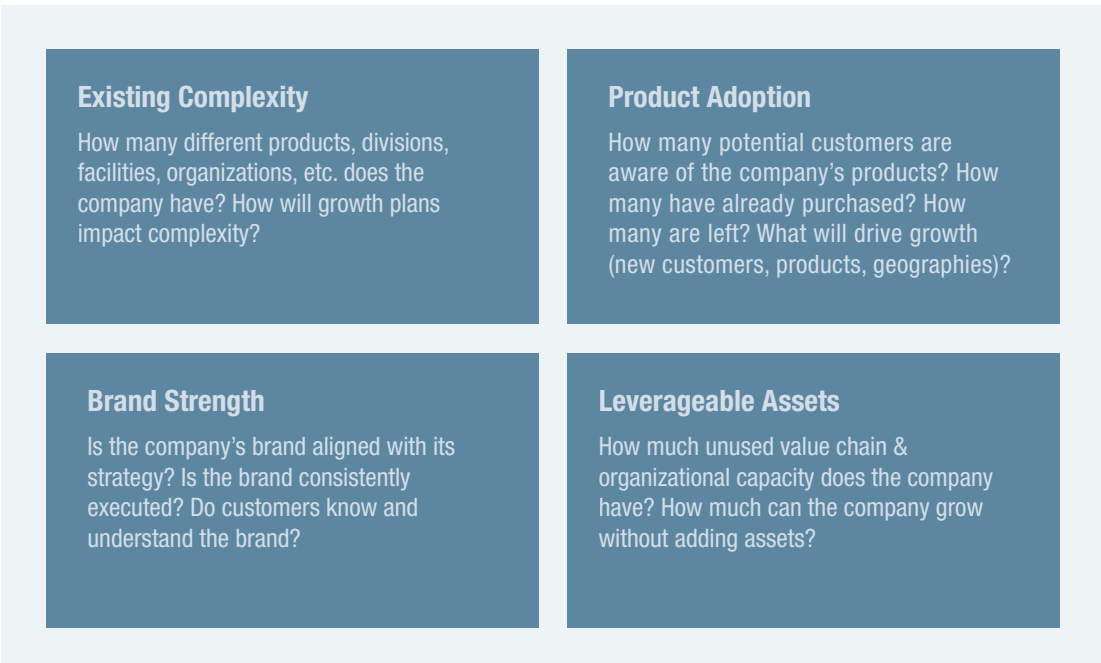 Existing Complexity
How many different products, divisions,
facilities, organizations, etc. does the
company have? How will growth plans
impact complexity?
Product Adoption
How many potential customers are
aware of the company’s products? How
many have already purchased? How
many are left? What will drive growth
(new customers, products, geographies)?
Brand Strength
Is the company’s brand aligned with its
strategy? Is the brand consistently
executed? Do customers know and
understand the brand?
Leverageable Assets
How much unused value chain &
organizational capacity does the company
have? How much can the company grow
without adding assets?